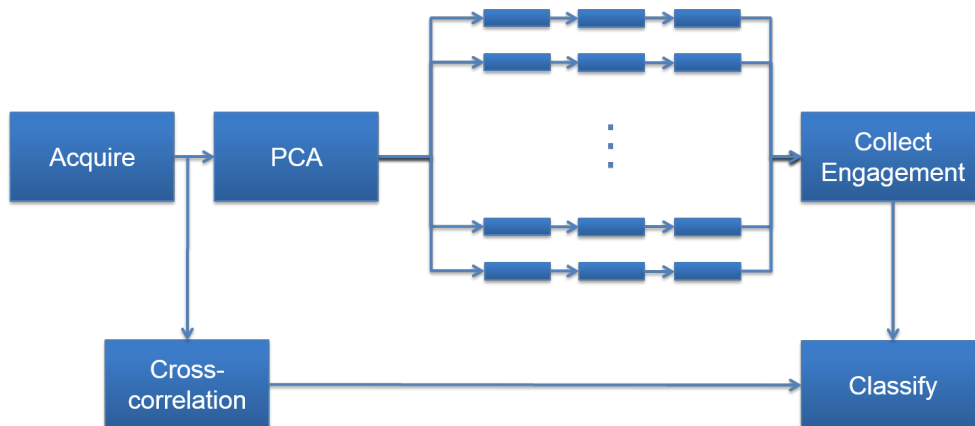 Acquire
PCA
Collect
Engagement
Cross-
correlation
Classify